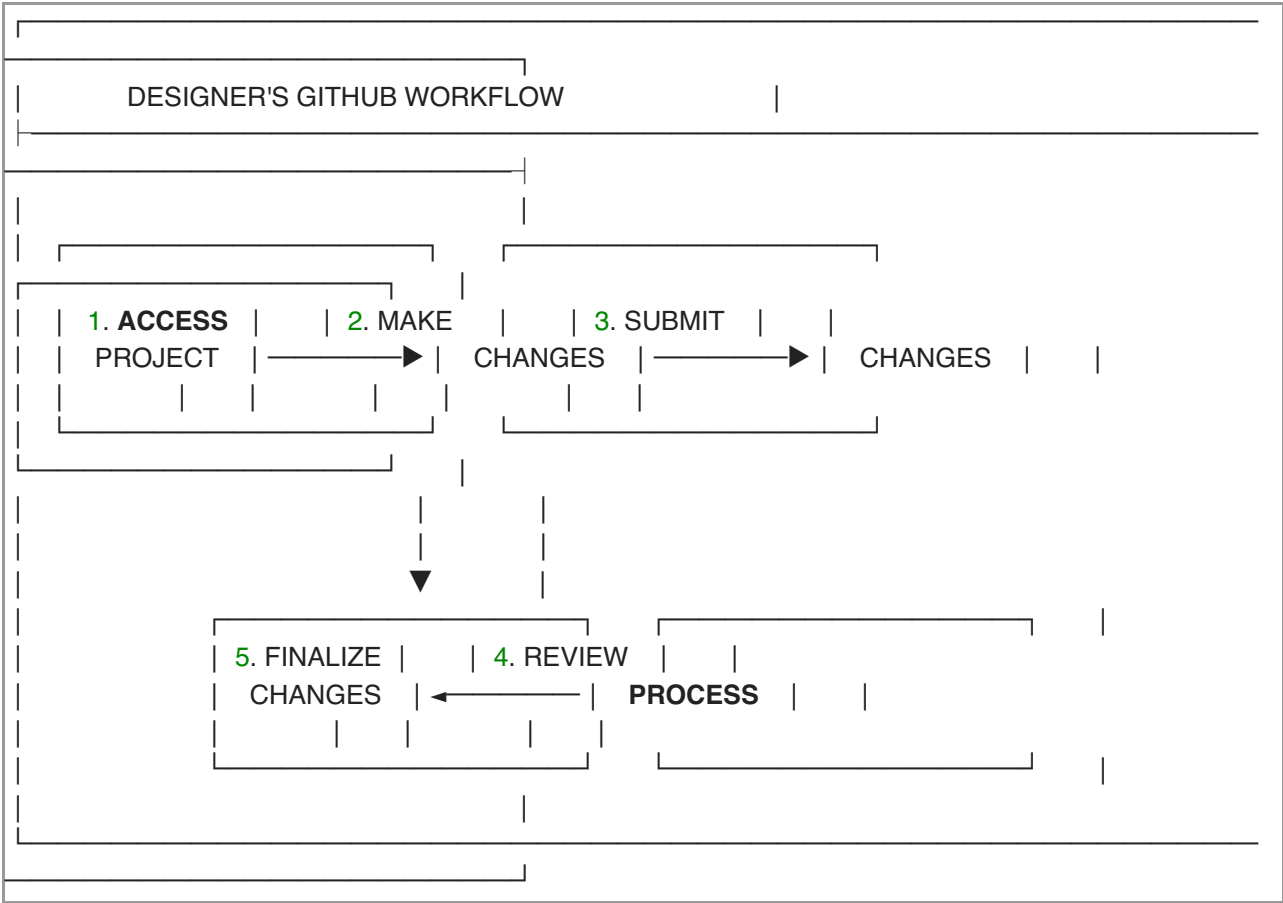 DESIGNER'S GITHUB WORKFLOW
1. ACCESS 2. MAKE 3. SUBMIT
PROJECT CHANGES CHANGES
5. FINALIZE 4. REVIEW
CHANGES PROCESS